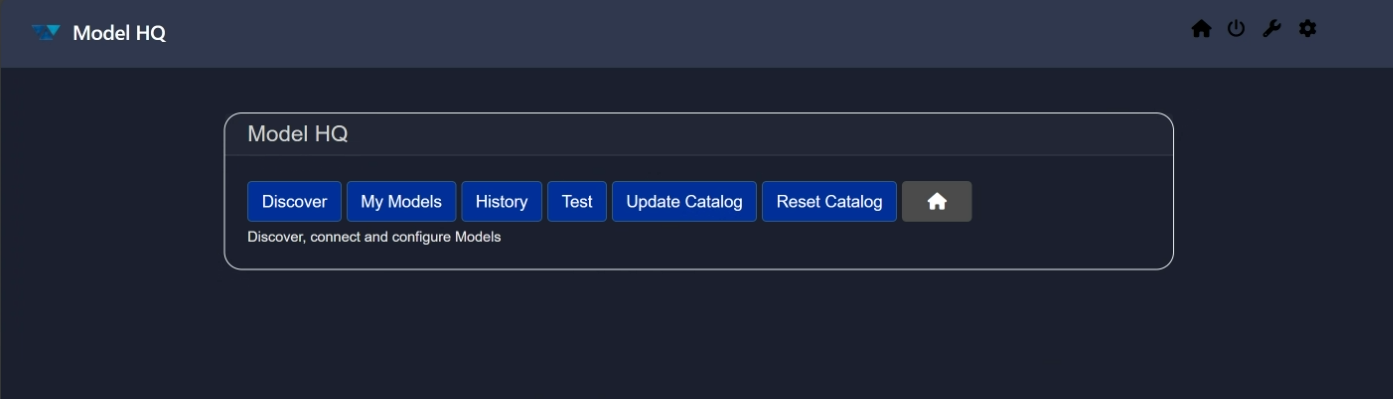 Model HQ
Model HQ
Discover My Models History Test Update Catalog Reset Catalog
Discover, connect and configure Models